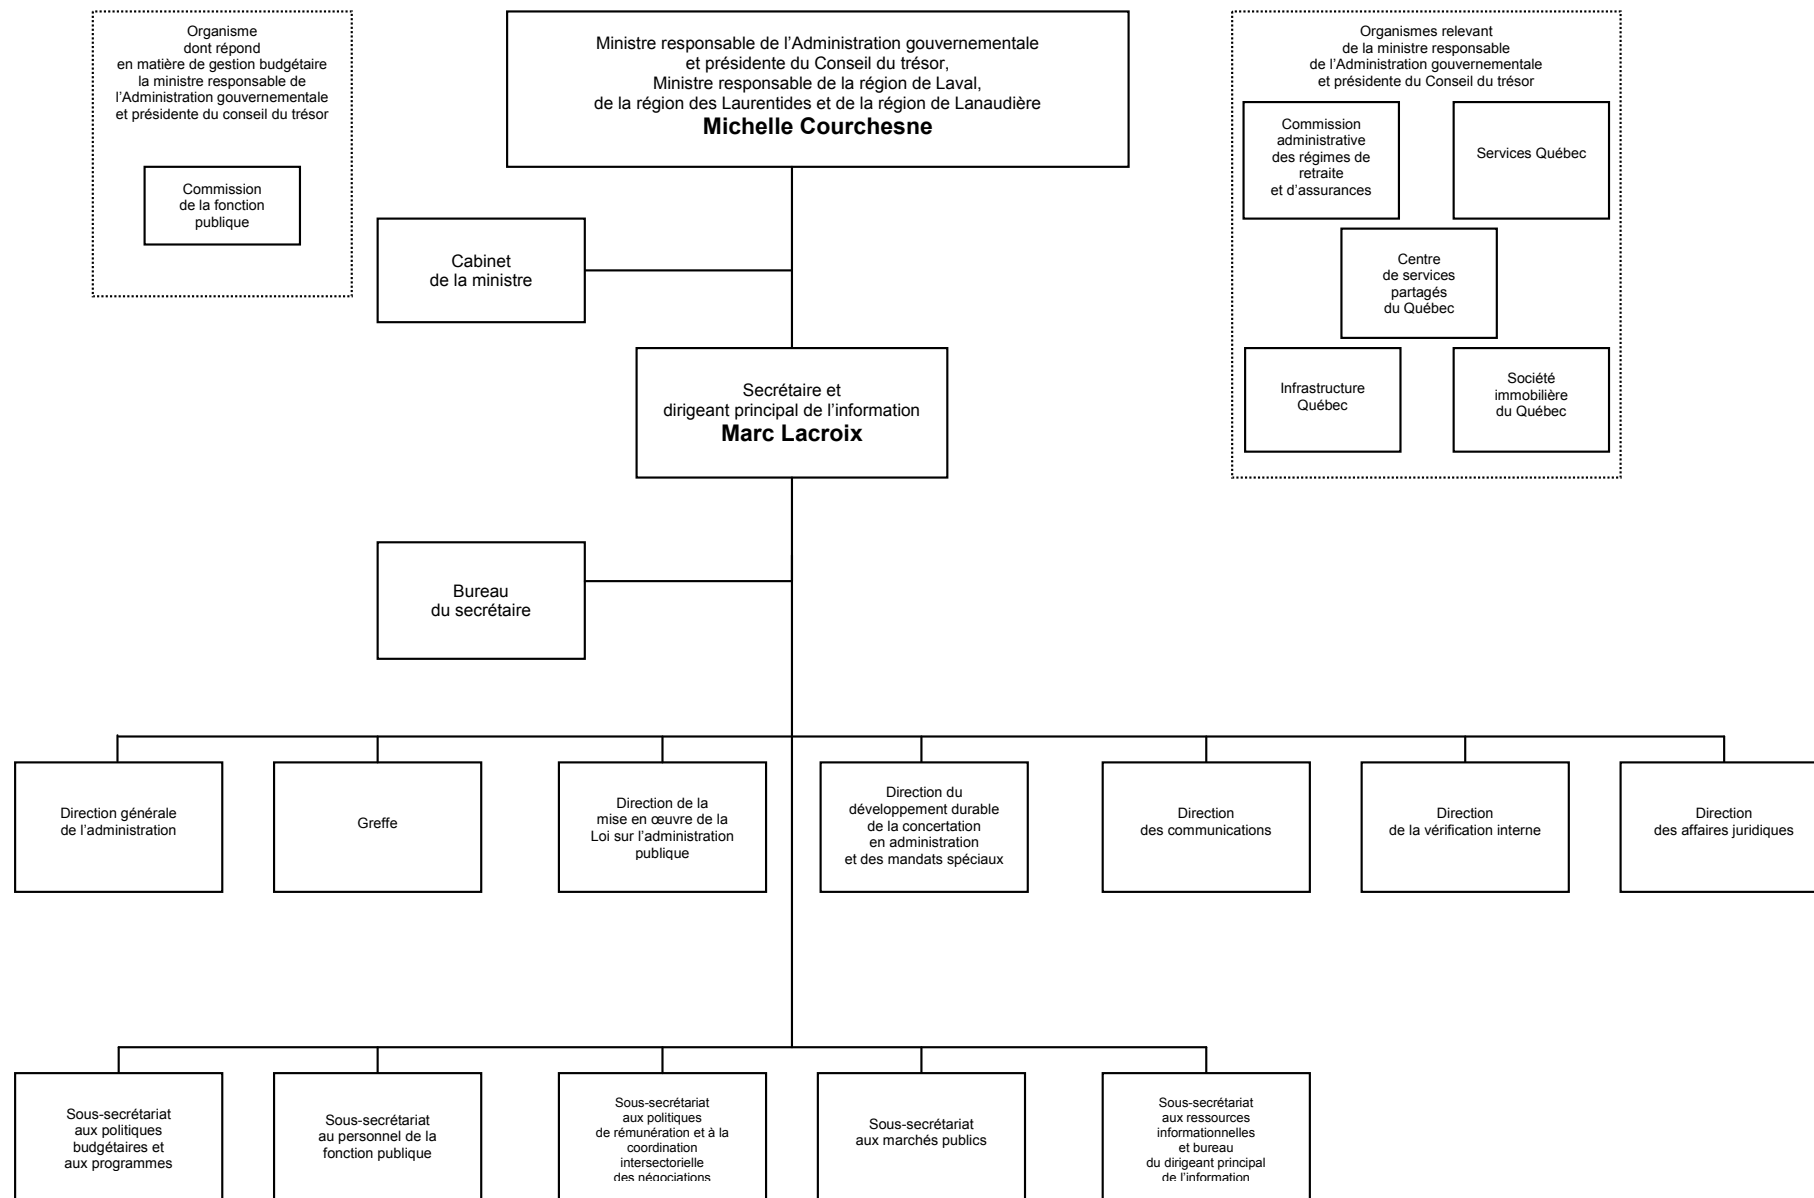 Organisme
dont répond
en matière de gestion budgétaire
la ministre responsable de
l’Administration gouvernementale
et présidente du conseil du trésor
Commission
de la fonction
publique
Ministre responsable de l’Administration gouvernementale
et présidente du Conseil du trésor,
Ministre responsable de la région de Laval,
de la région des Laurentides et de la région de Lanaudière
Michelle Courchesne
Organismes relevant
de la ministre responsable
de l’Administration gouvernementale
et présidente du Conseil du trésor
Commission
administrative
des régimes de
retraite
et d’assurances
Services Québec
Centre
de services
partagés
du Québec
Infrastructure
Québec
Société
immobilière
du Québec
Cabinet
de la ministre
Secrétaire et
dirigeant principal de l’information
Marc Lacroix
Bureau
du secrétaire
Direction générale
de l’administration
Greffe
Direction de la
mise en œuvre de la
Loi sur l’administration
publique
Direction du
développement durable
de la concertation
en administration
et des mandats spéciaux
Direction
des communications
Direction
de la vérification interne
Direction
des affaires juridiques
Sous-secrétariat
aux politiques
budgétaires et
aux programmes
Sous-secrétariat
au personnel de la
fonction publique
Sous-secrétariat
aux politiques
de rémunération et à la
coordination
intersectorielle
des négociations
Sous-secrétariat
aux marchés publics
Sous-secrétariat
aux ressources
informationnelles
et bureau
du dirigeant principal
de l’information